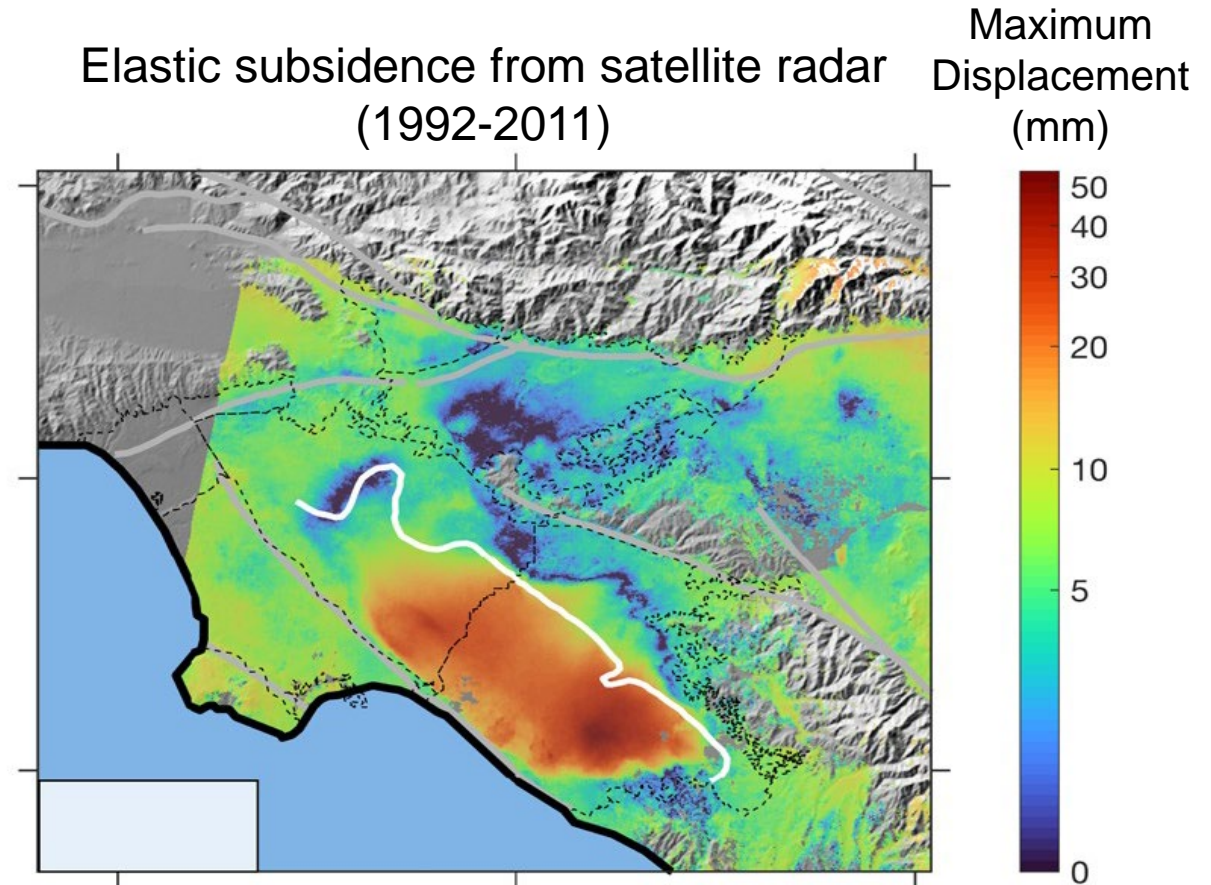 Elastic subsidence from satellite radar
(1992-2011)
Maximum
Displacement
(mm)
50
40
30
20
10
5
0